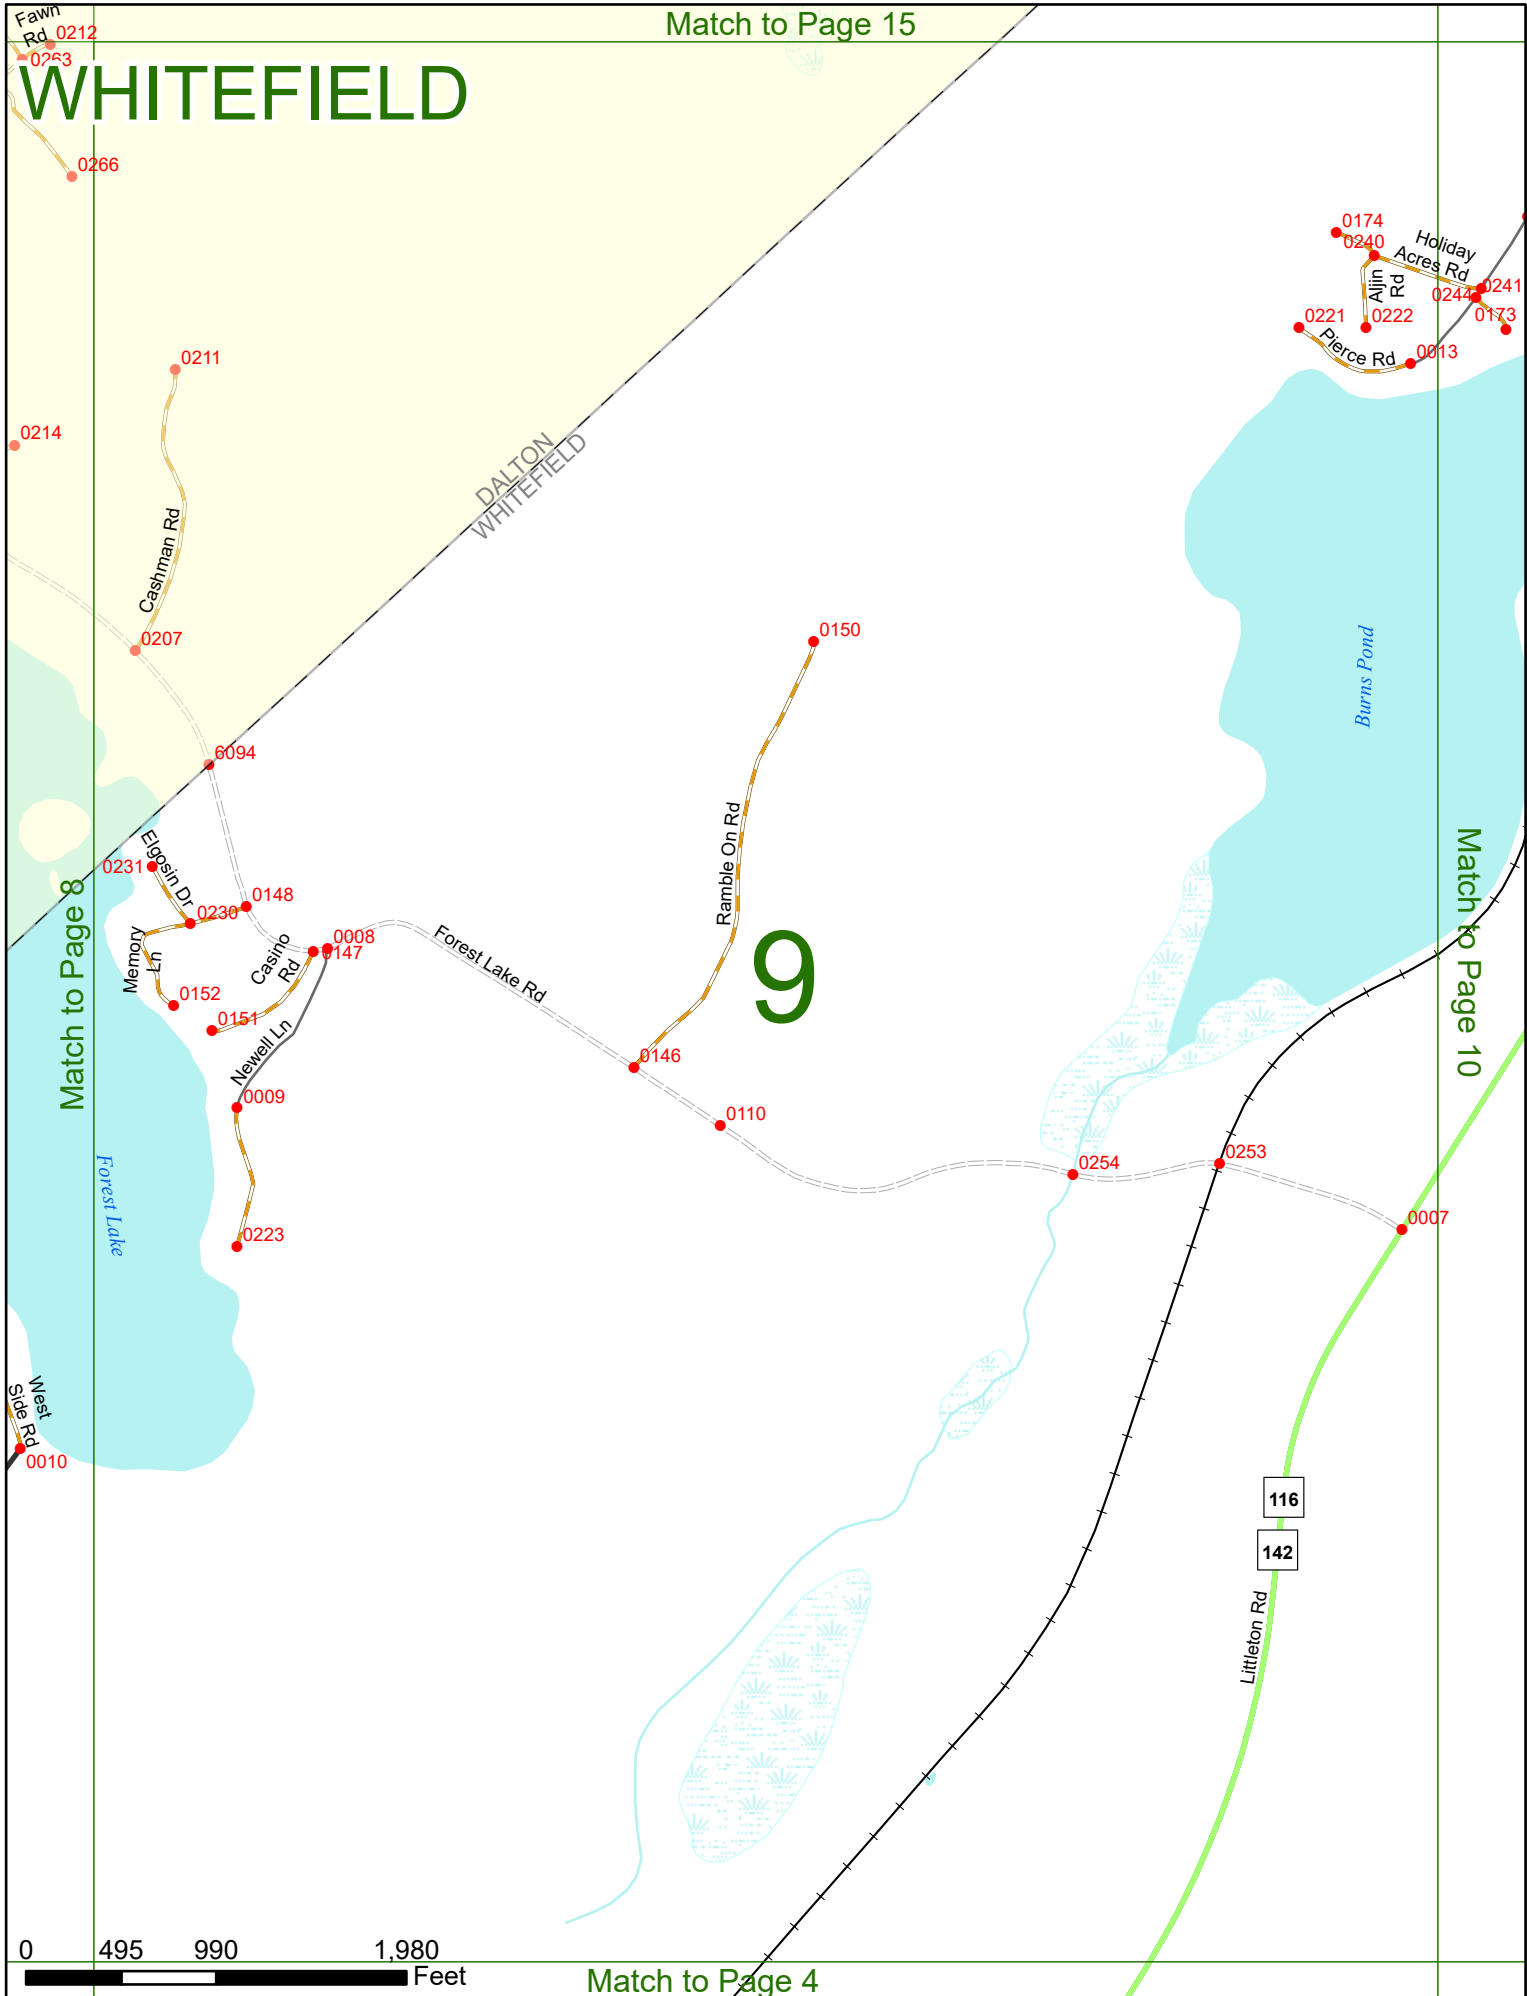 Match to Page 15
Fawn
Rd
0212
0263
WHITEFIELD
0266
0174
0240
Holiday
Acres Rd
Aljin
Rd
0241
0244
0173
0221
0222
Pierce Rd
0013
0211
0214
DALTON
WHITEFIELD
Cashman Rd
0207
0150
Burns Pond
6094
Ramble On Rd
Elgosin Dr
0231
0148
0230
Match to Page 8
Match to Page 10
Memory
Ln
Casino
Rd
0008
0147
Forest Lake Rd
9
0152
0151
Newell Ln
0146
0009
0110
Forest Lake
0254
0253
0223
0007
West
Side Rd
0010
116
142
Littleton Rd
0 495 990 1,980
Feet
Match to Page 4